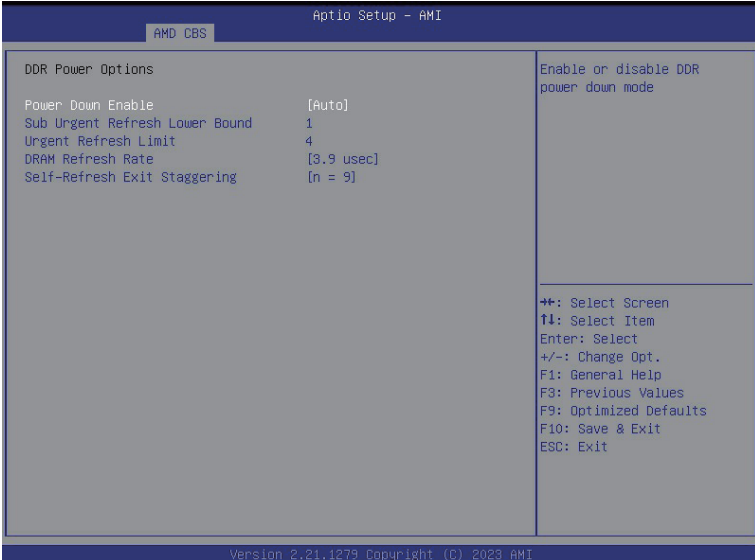 Aptio Setup - AMI
AMD CBS
DDR Power Options
Power Down Enable [Auto]
Sub Urgent Refresh Lower Bound 1
Urgent Refresh Limit 4
DRAM Refresh Rate [3.9 usec]
Self-Refresh Exit Staggering [n = 9]
Enable or disable DDR
power down mode
→←: Select Screen
↑↓: Select Item
Enter: Select
+/-: Change Opt.
F1: General Help
F3: Previous Values
F9: Optimized Defaults
F10: Save & Exit
ESC: Exit
Version 2.21.1279 Copyright (C) 2023 AMI